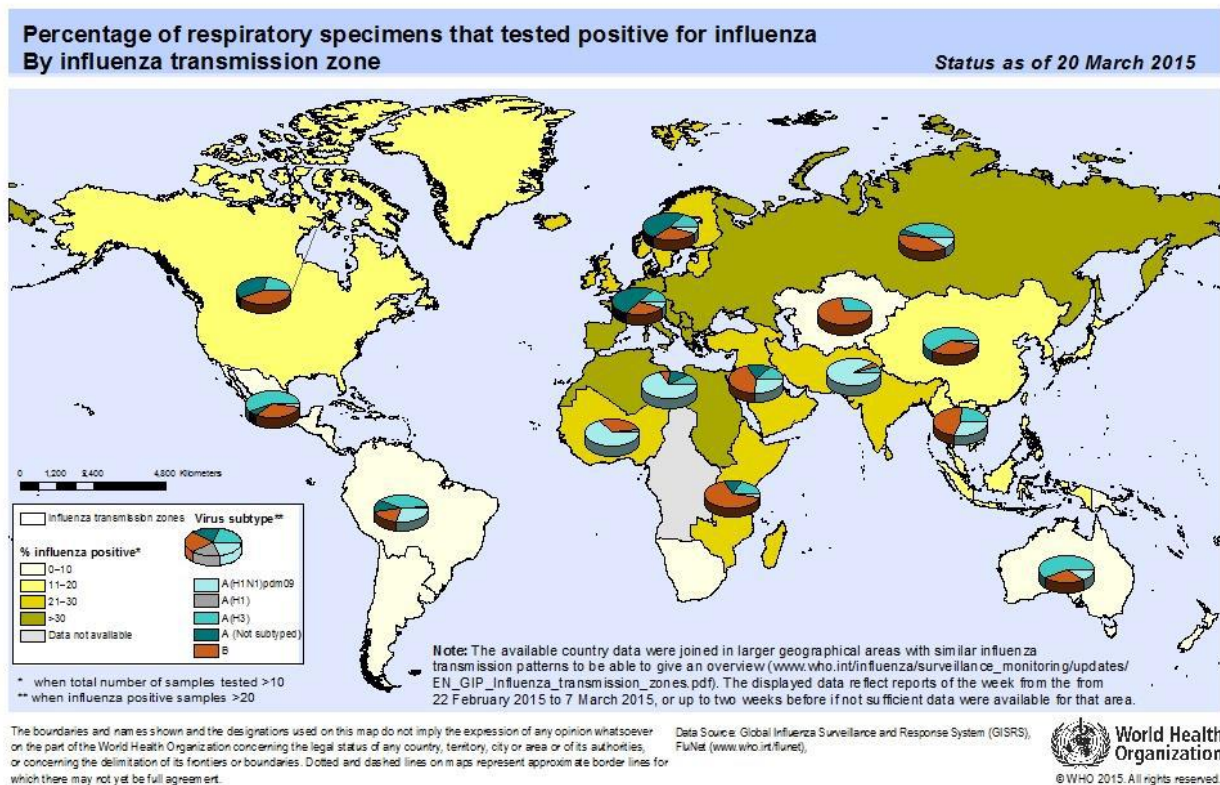 Percentage of respiratory specimens that tested positive for influenza
By influenza transmission zone
Status as of 20 March 2015
0 1,200 2,400 4,800 Kilometers
Influenza transmission zones
% influenza positive*
0–10
11–20
21–30
>30
Data not available
Virus subtype**
A(H1N1)pdm09
A(H1)
A(H3)
A (Not subtyped)
B
* when total number of samples tested >10
** when influenza positive samples >20
Note: The available country data were joined in larger geographical areas with similar influenza
transmission patterns to be able to give an overview (www.who.int/influenza/surveillance_monitoring/updates/
EN_GIP_Influenza_transmission_zones.pdf). The displayed data reflect reports of the week from the from
22 February 2015 to 7 March 2015, or up to two weeks before if not sufficient data were available for that area.
The boundaries and names shown and the designations used on this map do not imply the expression of any opinion whatsoever
on the part of the World Health Organization concerning the legal status of any country, territory, city or area or of its authorities,
or concerning the delimitation of its frontiers or boundaries. Dotted and dashed lines on maps represent approximate border lines for
which there may not yet be full agreement.
Data Source: Global Influenza Surveillance and Response System (GISRS),
FluNet (www.who.int/flunet),
World Health
Organization
© WHO 2015. All rights reserved.